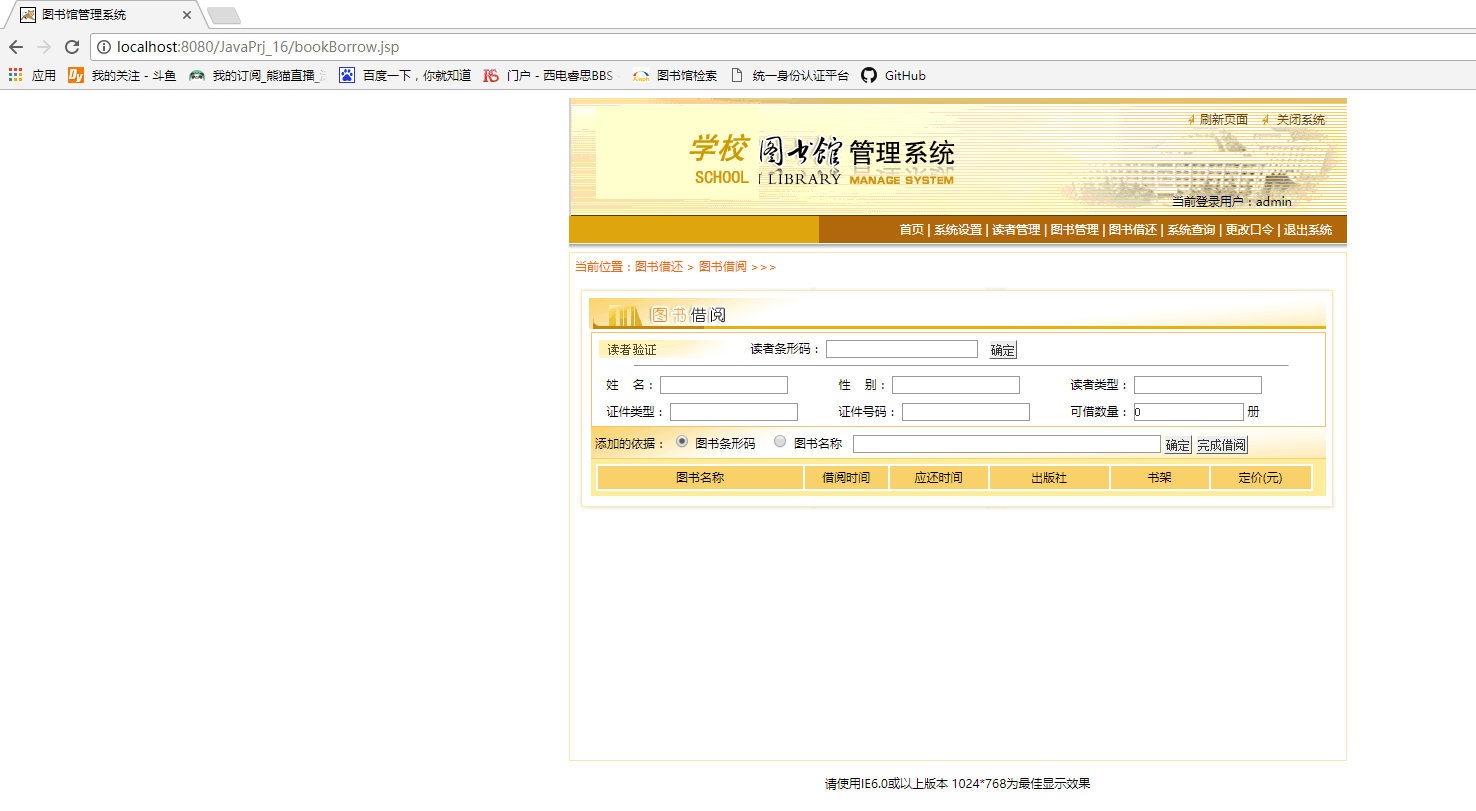 图书馆管理系统
localhost:8080/JavaPrj_16/bookBorrow.jsp
应用 我的关注 - 斗鱼 我的订阅_熊猫直播_ 百度一下，你就知道 门户 - 西电睿思BBS 图书馆检索 统一身份认证平台 GitHub
刷新页面 关闭系统
学校 图书馆 管理系统
SCHOOL LIBRARY MANAGE SYSTEM
当前登录用户：admin
首页 | 系统设置 | 读者管理 | 图书管理 | 图书借还 | 系统查询 | 更改口令 | 退出系统
当前位置：图书借还 > 图书借阅 >>>
图书借阅
读者验证 读者条形码： 确定
姓 名： 性 别： 读者类型：
证件类型： 证件号码： 可借数量： 0 册
添加的依据： 图书条形码 图书名称 确定 完成借阅
图书名称 借阅时间 应还时间 出版社 书架 定价(元)
请使用IE6.0或以上版本 1024*768为最佳显示效果